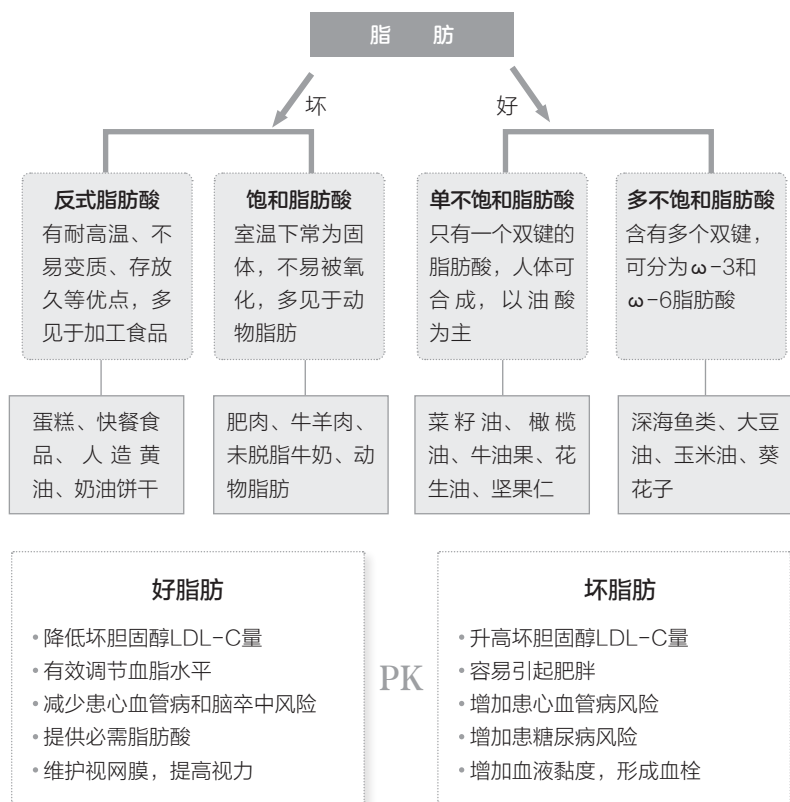 脂 肪
坏
好
反式脂肪酸
有耐高温、不
易变质、存放
久等优点，多
见于加工食品
饱和脂肪酸
室温下常为固
体，不易被氧
化，多见于动
物脂肪
单不饱和脂肪酸
只有一个双键的
脂肪酸，人体可
合成，以油酸
为主
多不饱和脂肪酸
含有多个双键，
可分为ω-3和
ω-6脂肪酸
蛋糕、快餐食
品、人造黄
油、奶油饼干
肥肉、牛羊肉、
未脱脂牛奶、动
物脂肪
菜籽油、橄榄
油、牛油果、花
生油、坚果仁
深海鱼类、大豆
油、玉米油、葵
花子
好脂肪
•降低坏胆固醇LDL-C量
•有效调节血脂水平
•减少患心血管病和脑卒中风险
•提供必需脂肪酸
•维护视网膜，提高视力
PK
坏脂肪
•升高坏胆固醇LDL-C量
•容易引起肥胖
•增加患心血管病风险
•增加患糖尿病风险
•增加血液黏度，形成血栓